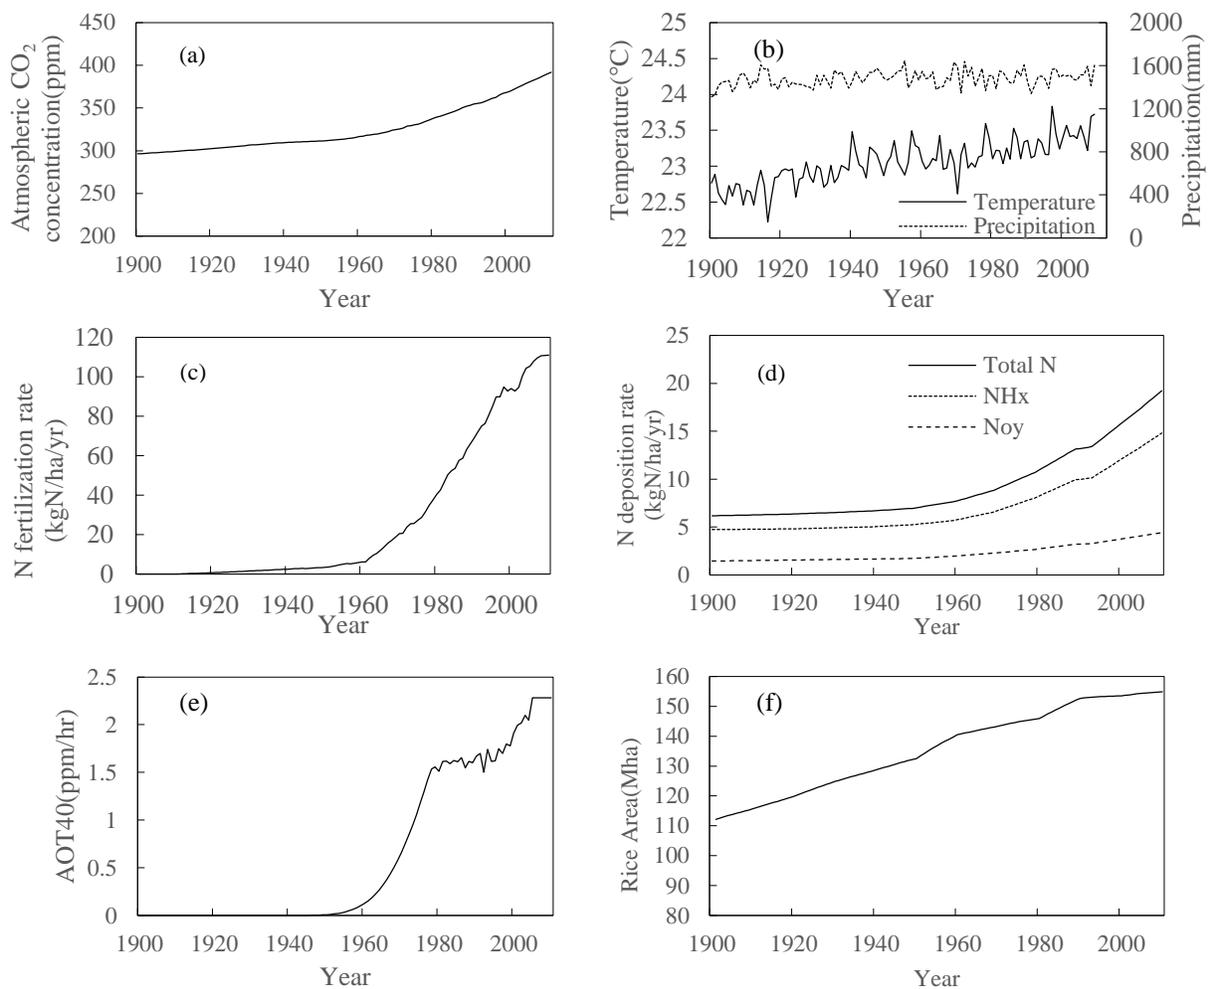 Atmospheric CO2
concentration(ppm)
450
400
350
300
250
200
(a)
1900 1920 1940 1960 1980 2000
Year
Temperature(°C)
25
24.5
24
23.5
23
22.5
22
(b)
Temperature
Precipitation
2000
1600
1200
800
400
0
Precipitation(mm)
1900 1920 1940 1960 1980 2000
Year
N fertilization rate
(kgN/ha/yr)
120
100
80
60
40
20
0
(c)
1900 1920 1940 1960 1980 2000
Year
N deposition rate
(kgN/ha/yr)
25
20
15
10
5
0
(d)
Total N
NHx
Noy
1900 1920 1940 1960 1980 2000
Year
AOT40(ppm/hr)
2.5
2
1.5
1
0.5
0
(e)
1900 1920 1940 1960 1980 2000
Year
Rice Area(Mha)
160
150
140
130
120
110
100
90
80
(f)
1900 1920 1940 1960 1980 2000
Year